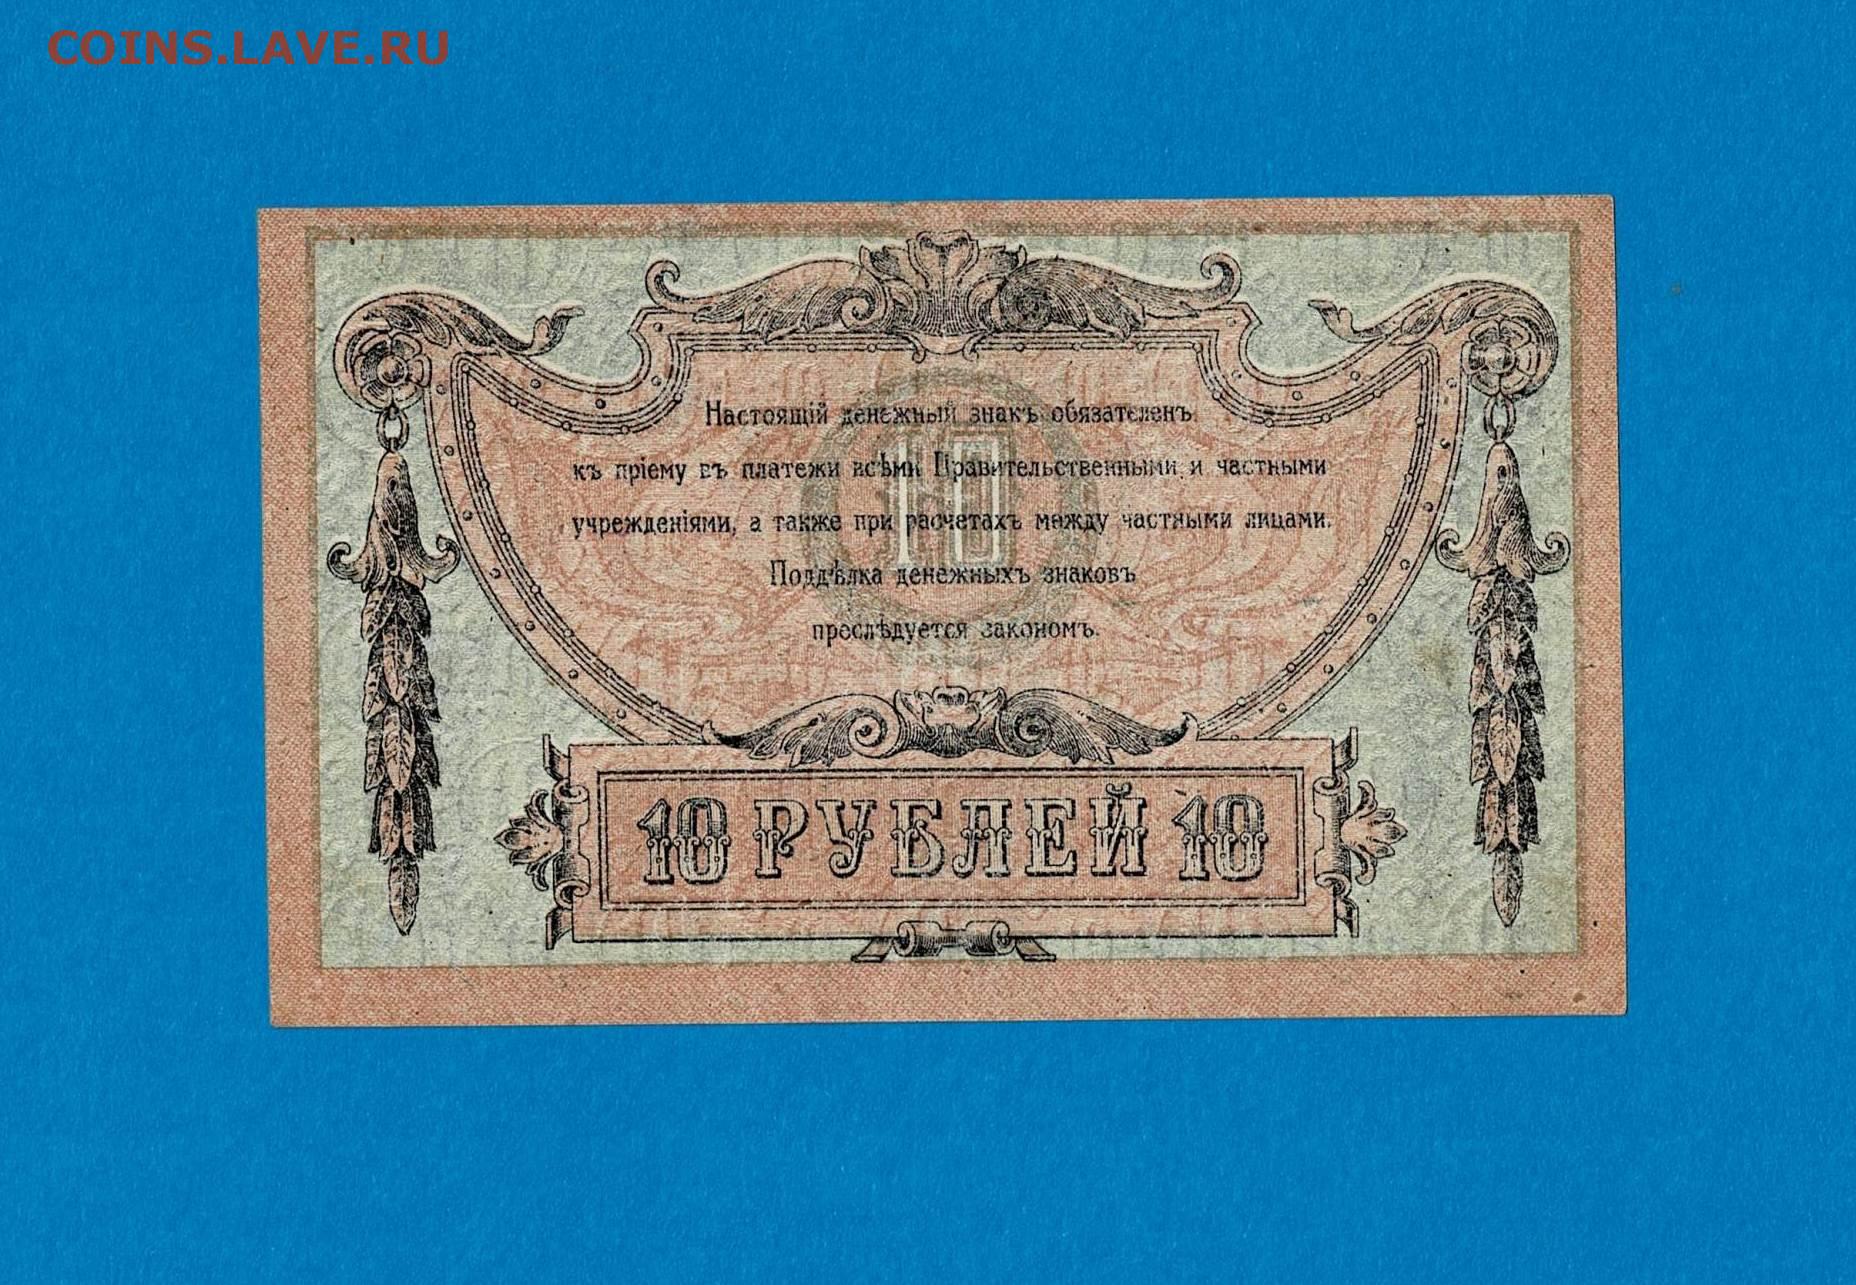 COINS.LAVE.RU
Настоящій денежный знакъ обязателенъ
къ пріему въ платежи всѣми Правительственными и частными
учрежденіями, а также при расчетахъ между частными лицами.
10
Поддѣлка денежныхъ знаковъ
преслѣдуется закономъ.
10 РУБЛЕЙ 10